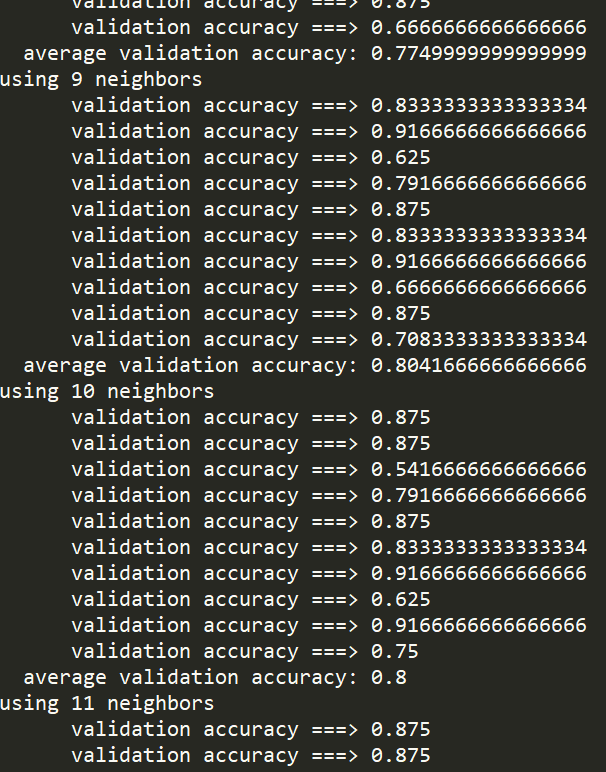 validation accuracy ===> 0.875
validation accuracy ===> 0.6666666666666666
average validation accuracy: 0.7749999999999999
using 9 neighbors
validation accuracy ===> 0.8333333333333334
validation accuracy ===> 0.9166666666666666
validation accuracy ===> 0.625
validation accuracy ===> 0.7916666666666666
validation accuracy ===> 0.875
validation accuracy ===> 0.8333333333333334
validation accuracy ===> 0.9166666666666666
validation accuracy ===> 0.6666666666666666
validation accuracy ===> 0.875
validation accuracy ===> 0.7083333333333334
average validation accuracy: 0.8041666666666666
using 10 neighbors
validation accuracy ===> 0.875
validation accuracy ===> 0.875
validation accuracy ===> 0.5416666666666666
validation accuracy ===> 0.7916666666666666
validation accuracy ===> 0.875
validation accuracy ===> 0.8333333333333334
validation accuracy ===> 0.9166666666666666
validation accuracy ===> 0.625
validation accuracy ===> 0.9166666666666666
validation accuracy ===> 0.75
average validation accuracy: 0.8
using 11 neighbors
validation accuracy ===> 0.875
validation accuracy ===> 0.875